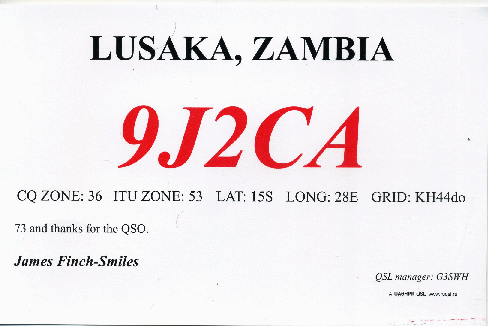 LUSAKA, ZAMBIA
9J2CA
CQ ZONE: 36 ITU ZONE: 53 LAT: 15S LONG: 28E GRID: KH44do
73 and thanks for the QSO.
James Finch-Smiles
QSL manager: G3SWH
QSL